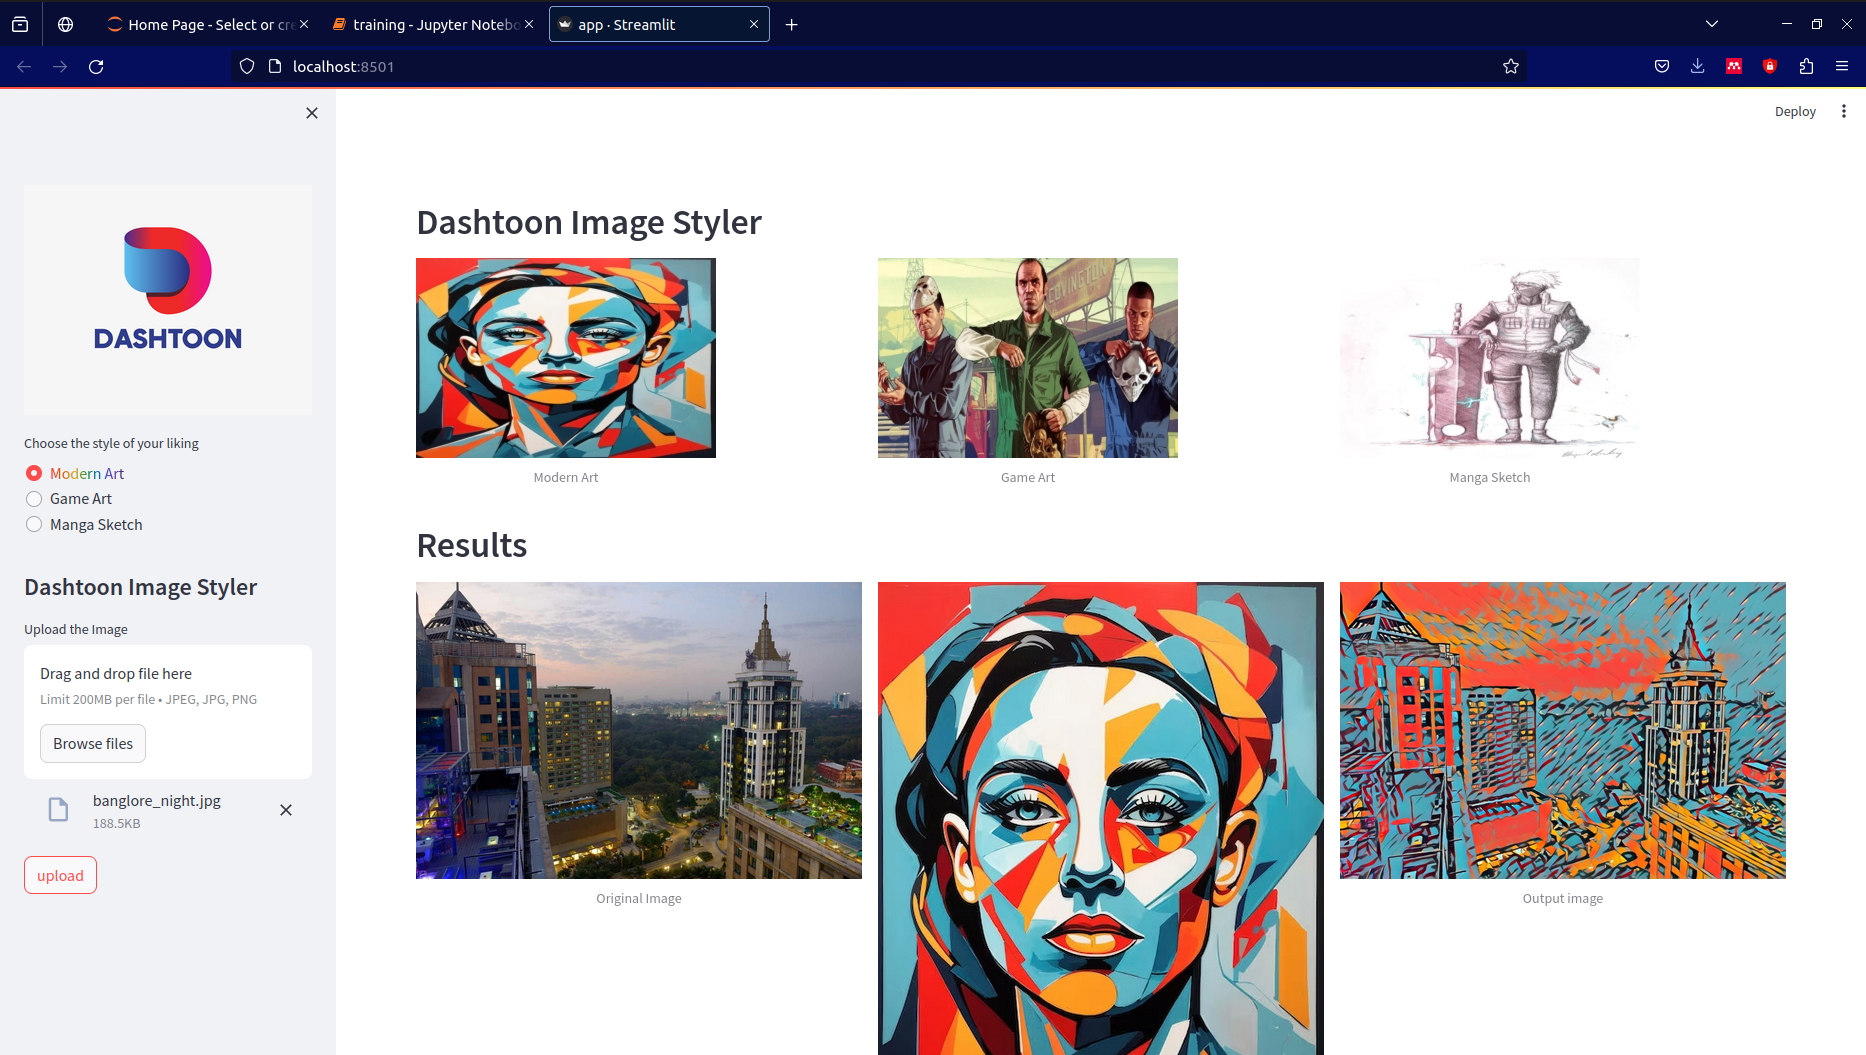 Home Page - Select or cre
training - Jupyter Notebo
app · Streamlit
localhost:8501
Deploy
DASHTOON
Choose the style of your liking
Modern Art
Game Art
Manga Sketch
Dashtoon Image Styler
Upload the Image
Drag and drop file here
Limit 200MB per file • JPEG, JPG, PNG
Browse files
banglore_night.jpg
188.5KB
upload
Dashtoon Image Styler
COVINGTON
Modern Art
Game Art
Manga Sketch
Results
Original Image
Output image